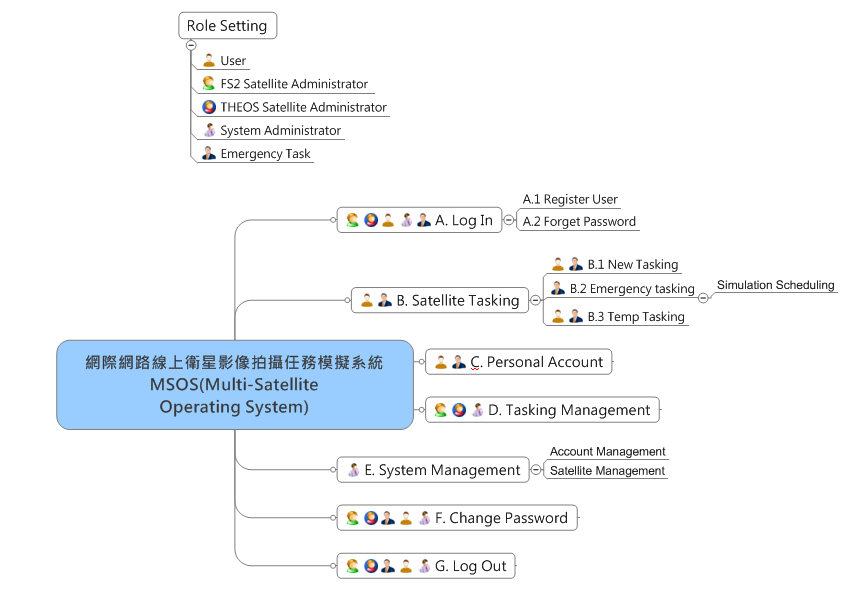 Role Setting
User
FS2 Satellite Administrator
THEOS Satellite Administrator
System Administrator
Emergency Task
A. Log In
A.1 Register User
A.2 Forget Password
B. Satellite Tasking
B.1 New Tasking
B.2 Emergency tasking
Simulation Scheduling
B.3 Temp Tasking
網際網路線上衛星影像拍攝任務模擬系統
MSOS(Multi-Satellite
Operating System)
C. Personal Account
D. Tasking Management
E. System Management
Account Management
Satellite Management
F. Change Password
G. Log Out